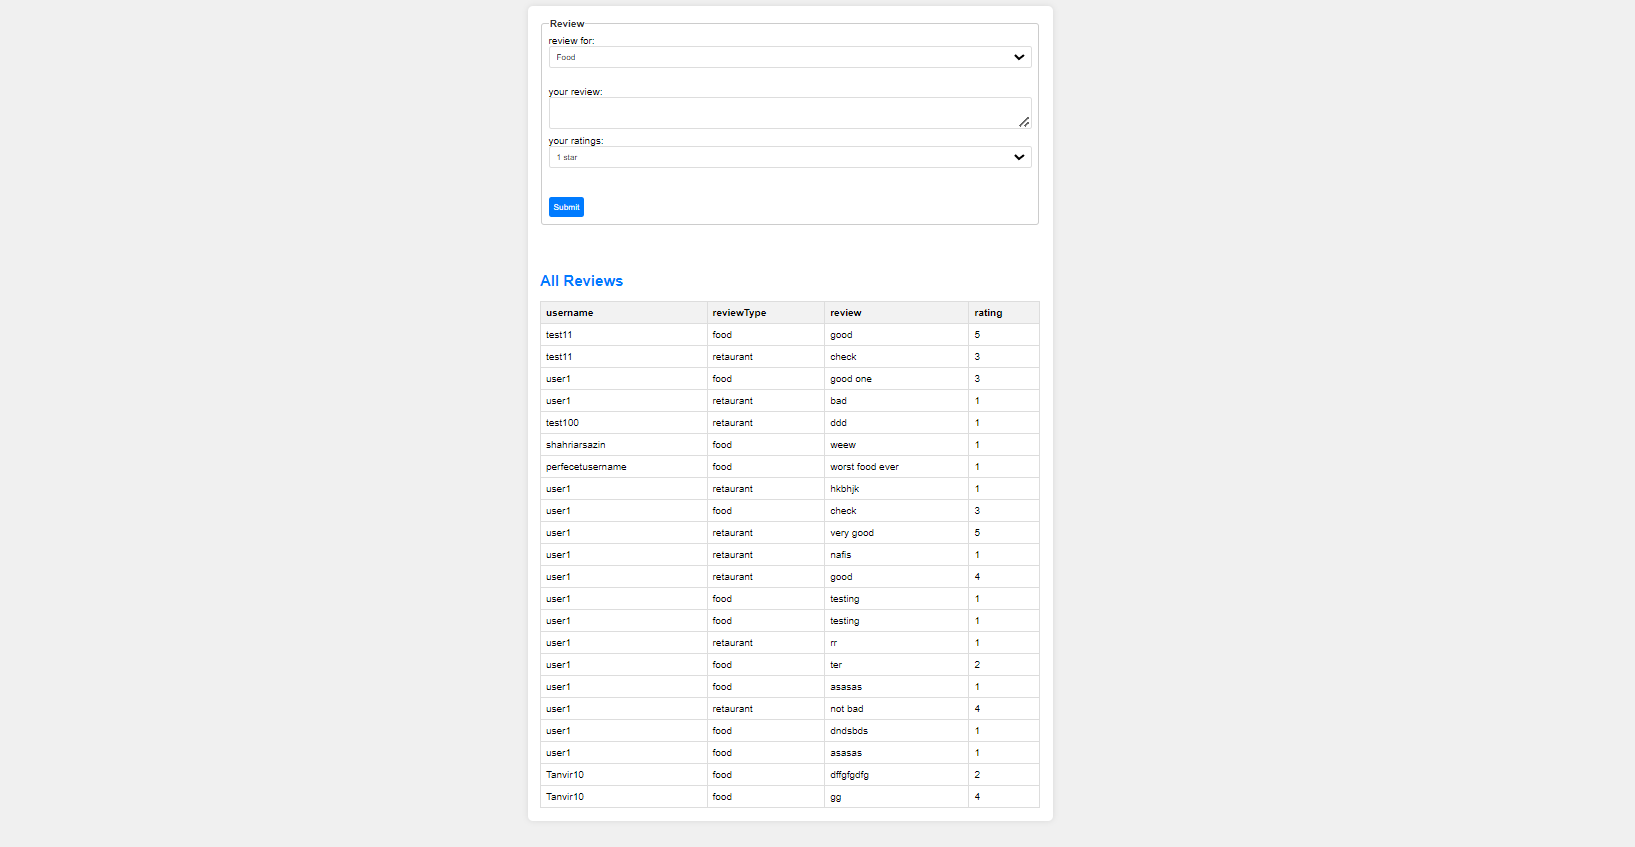 Review
review for:
Food
your review:
your ratings:
1 star
Submit
All Reviews
username reviewType review rating
test11 food good 5
test11 retaurant check 3
user1 food good one 3
user1 retaurant bad 1
test100 retaurant ddd 1
shahriarsazin food weew 1
perfecetusername food worst food ever 1
user1 retaurant hkbhjk 1
user1 food check 3
user1 retaurant very good 5
user1 retaurant nafis 1
user1 retaurant good 4
user1 food testing 1
user1 food testing 1
user1 retaurant rr 1
user1 food ter 2
user1 food asasas 1
user1 retaurant not bad 4
user1 food dndsbds 1
user1 food asasas 1
Tanvir10 food dffgfgdfg 2
Tanvir10 food gg 4